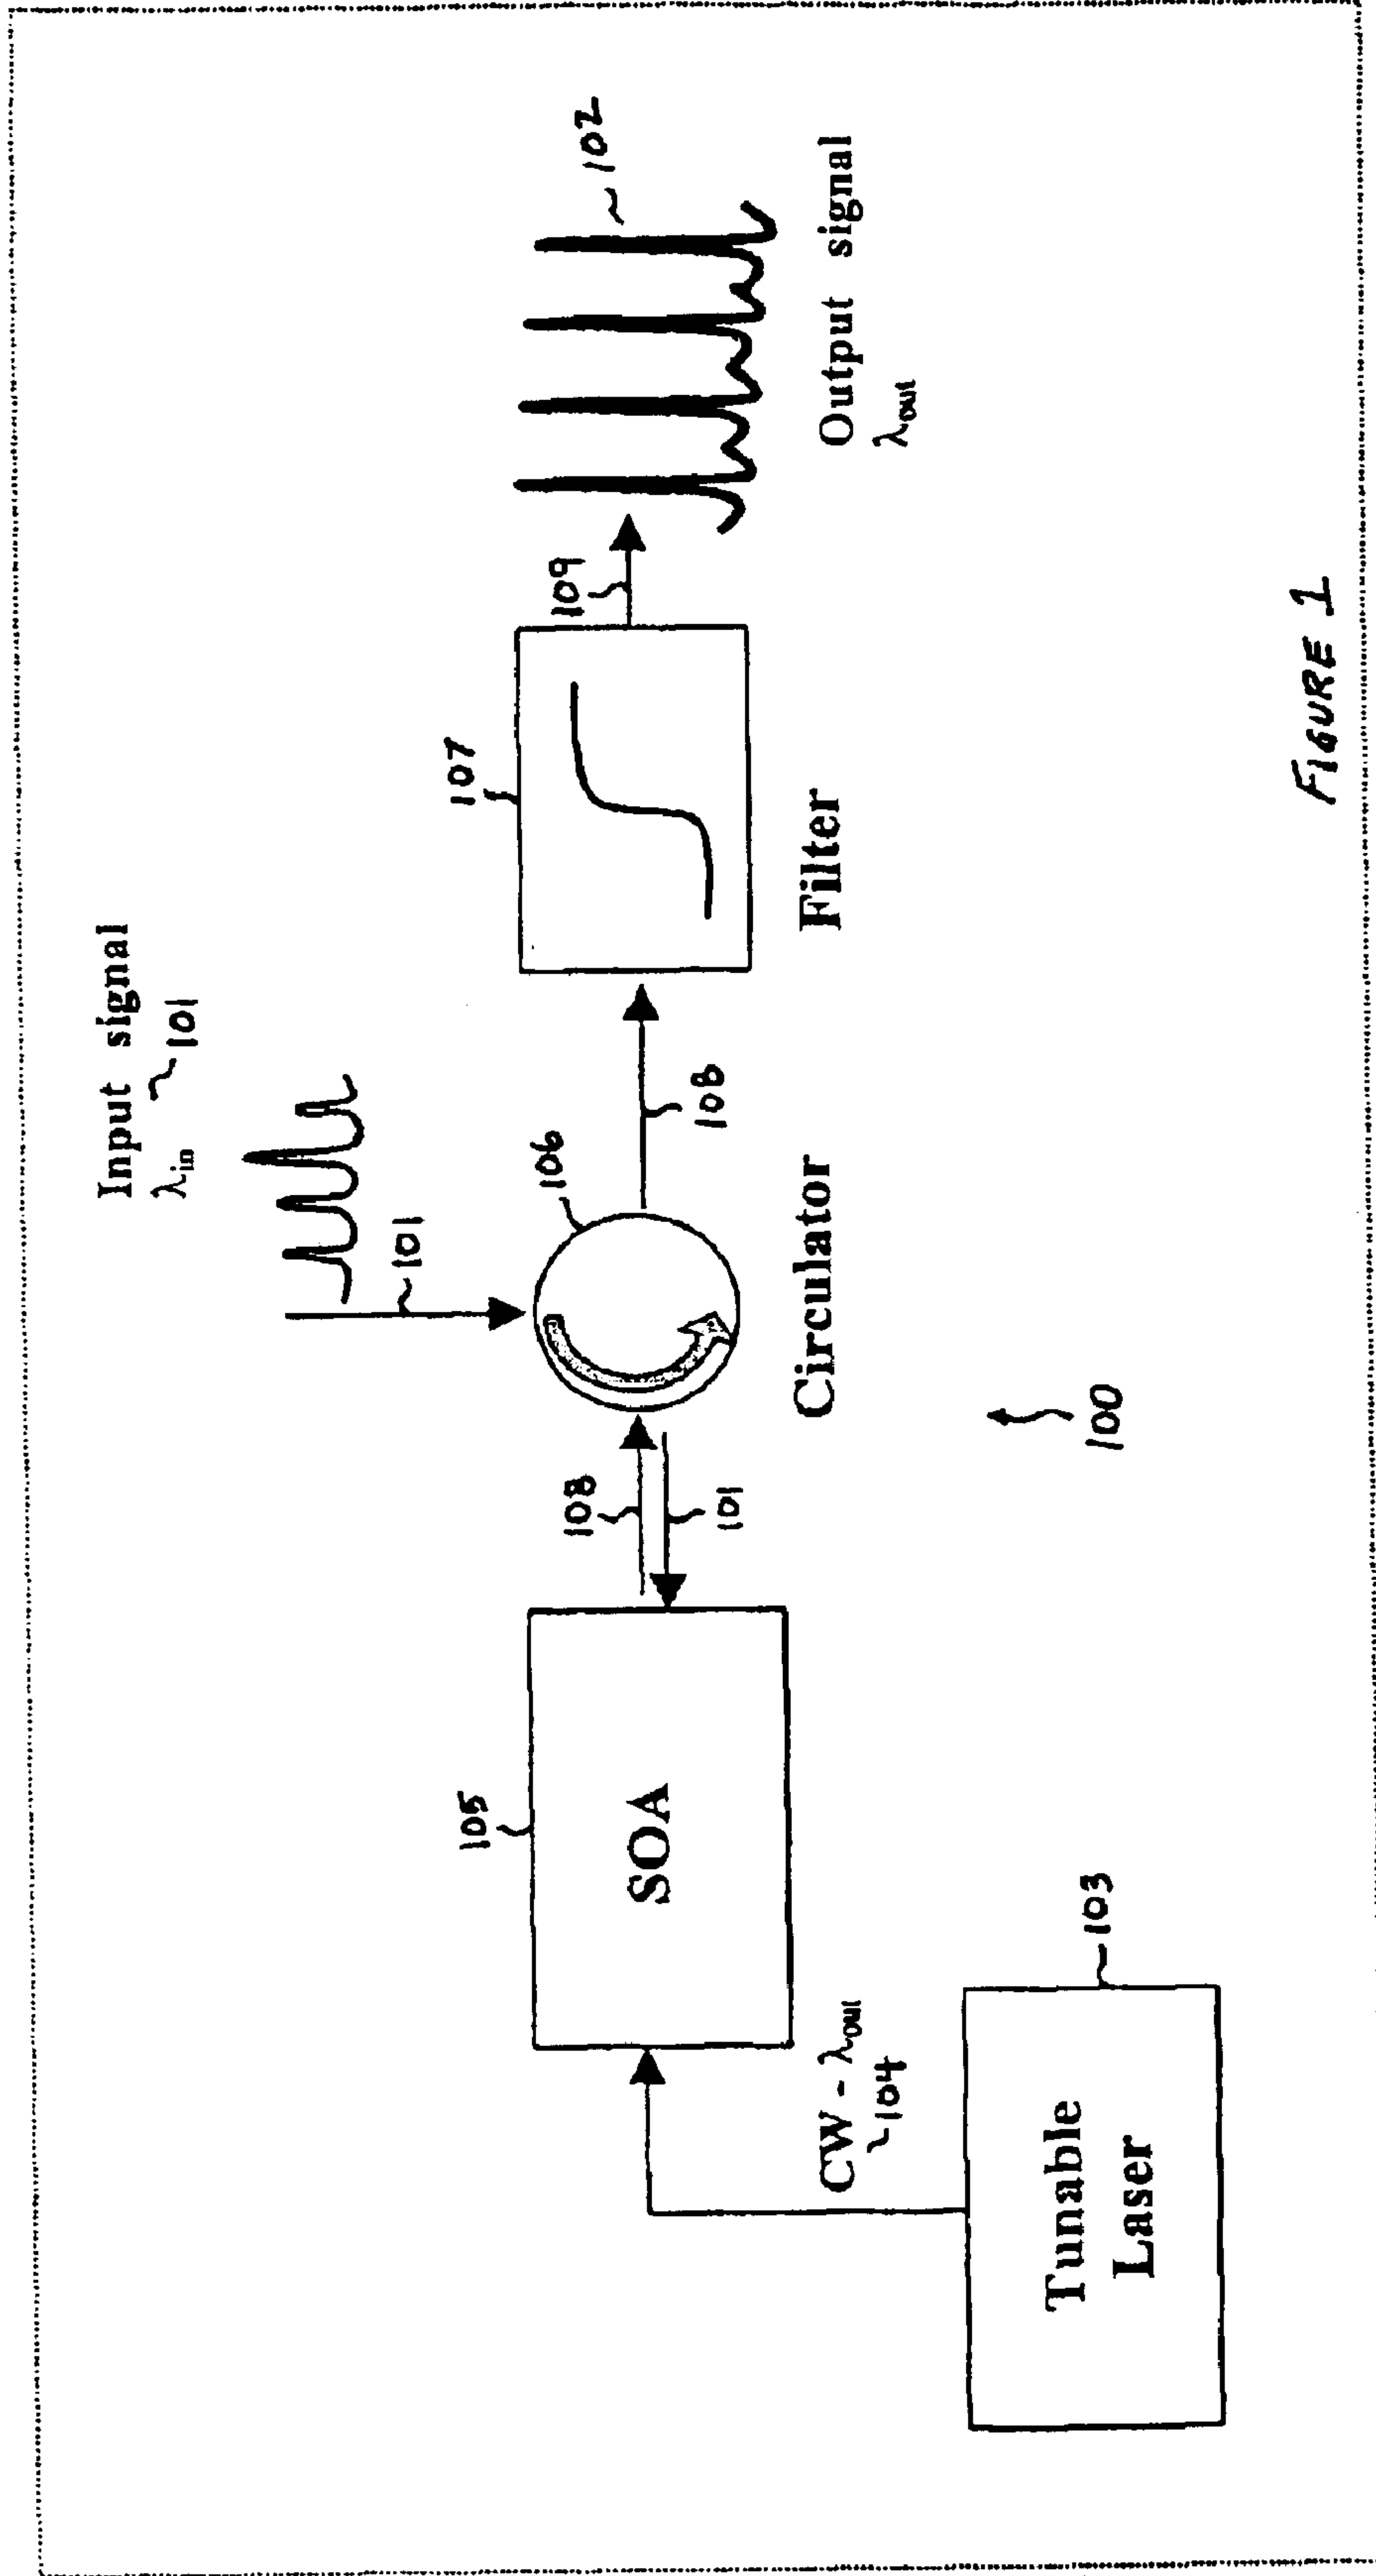 Input signal
λin 101
101
106
108
107
109
102
Output signal
λout
Filter
Circulator
108
101
105
SOA
CW - λout
104
103
Tunable
Laser
100
FIGURE 1